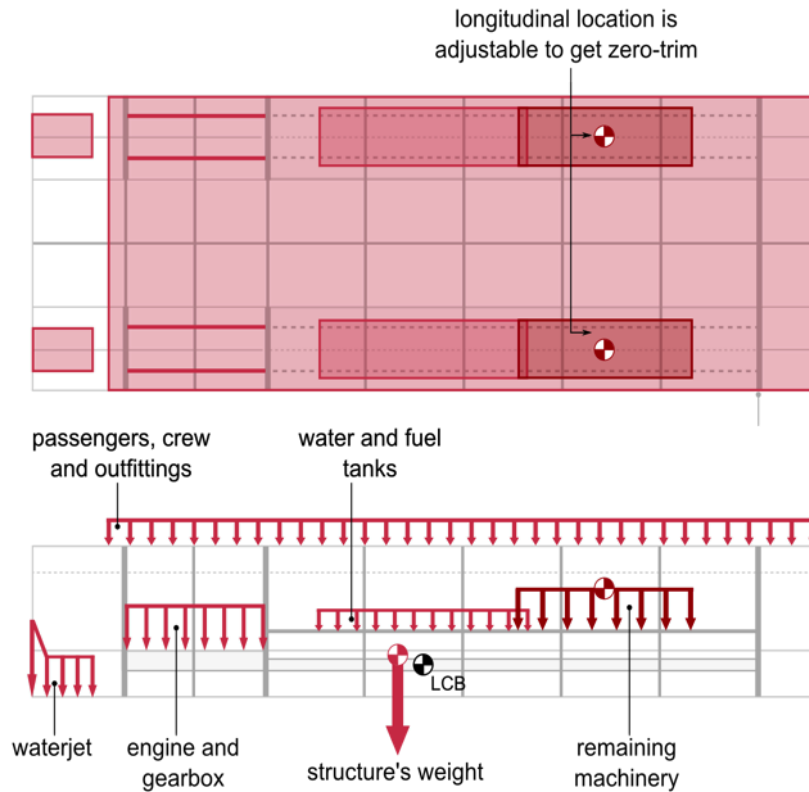 longitudinal location is
adjustable to get zero-trim
passengers, crew
and outfittings
water and fuel
tanks
LCB
waterjet
engine and
gearbox
structure's weight
remaining
machinery